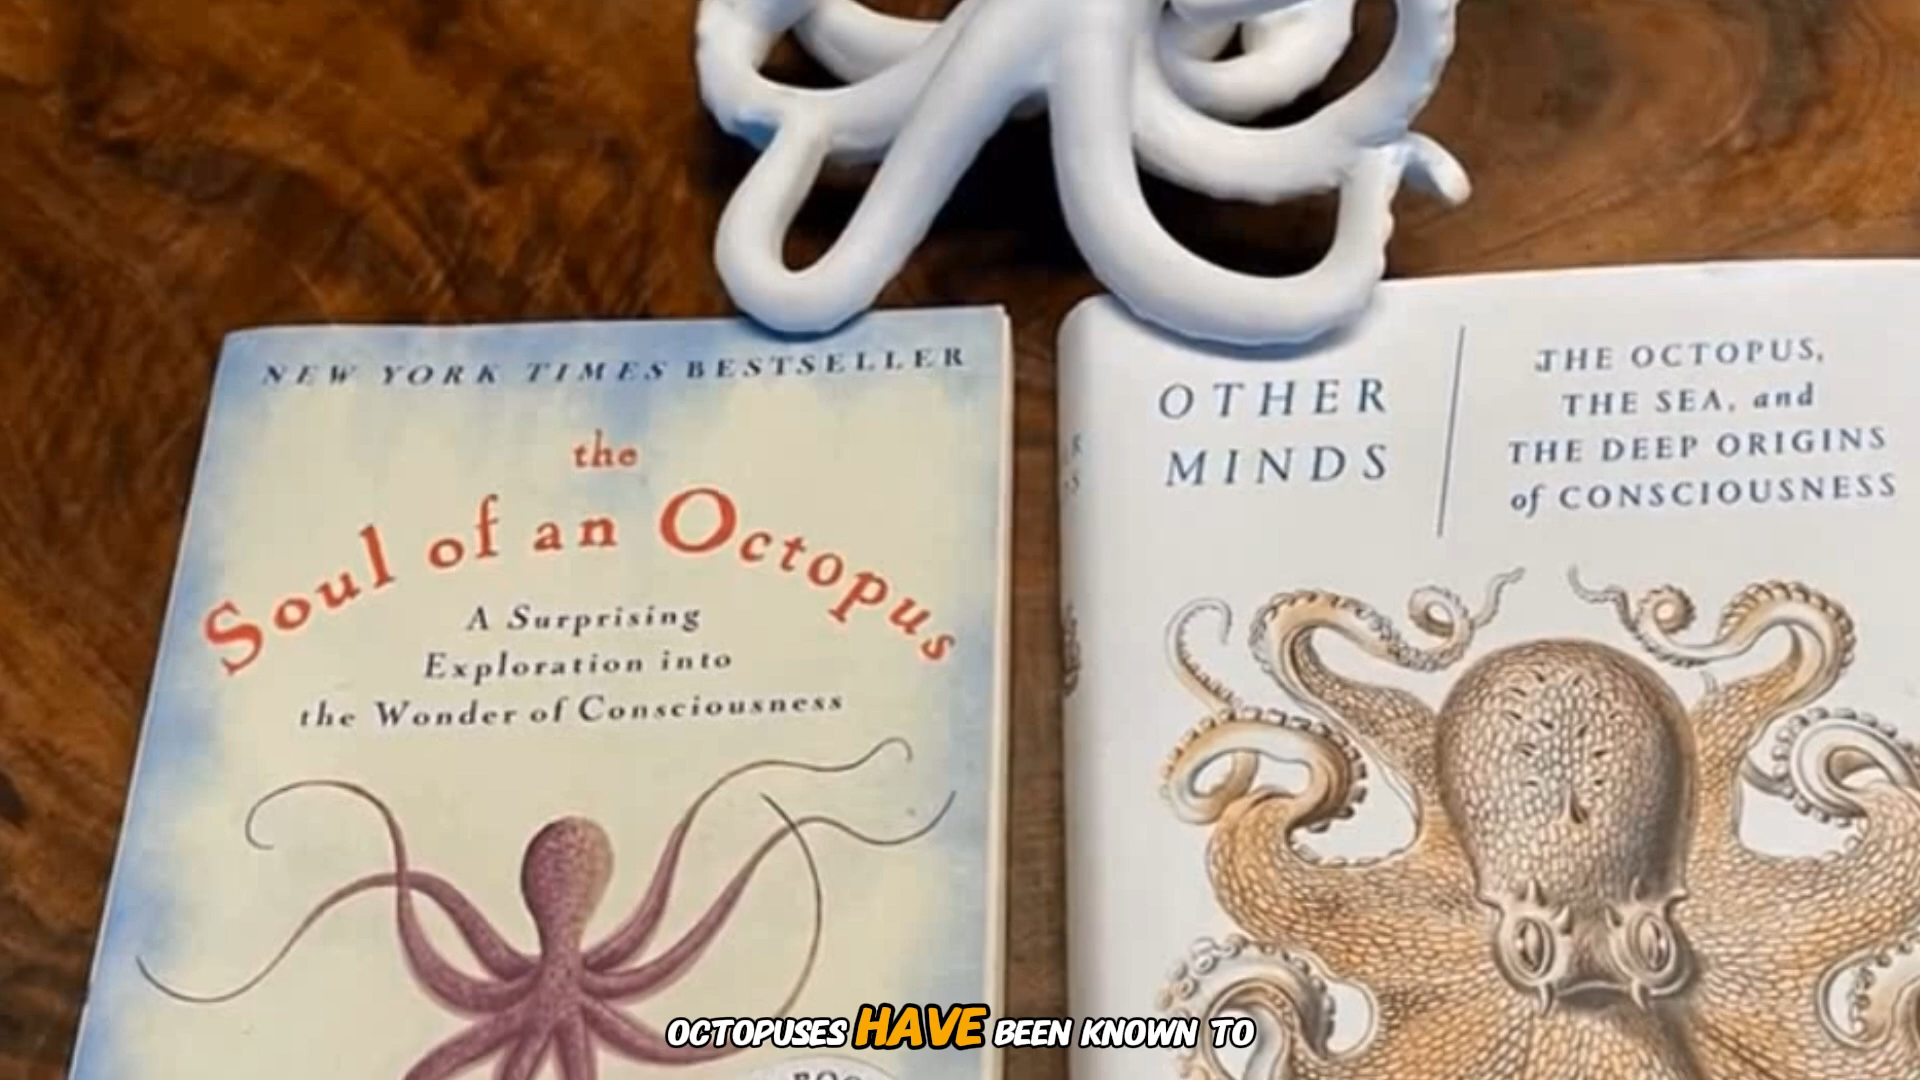 NEW YORK TIMES BESTSELLER
the
Soul of an Octopus
A Surprising
Exploration into
the Wonder of Consciousness
OTHER
MINDS
THE OCTOPUS,
THE SEA, and
THE DEEP ORIGINS
of CONSCIOUSNESS
OCTOPUSES HAVE BEEN KNOWN TO